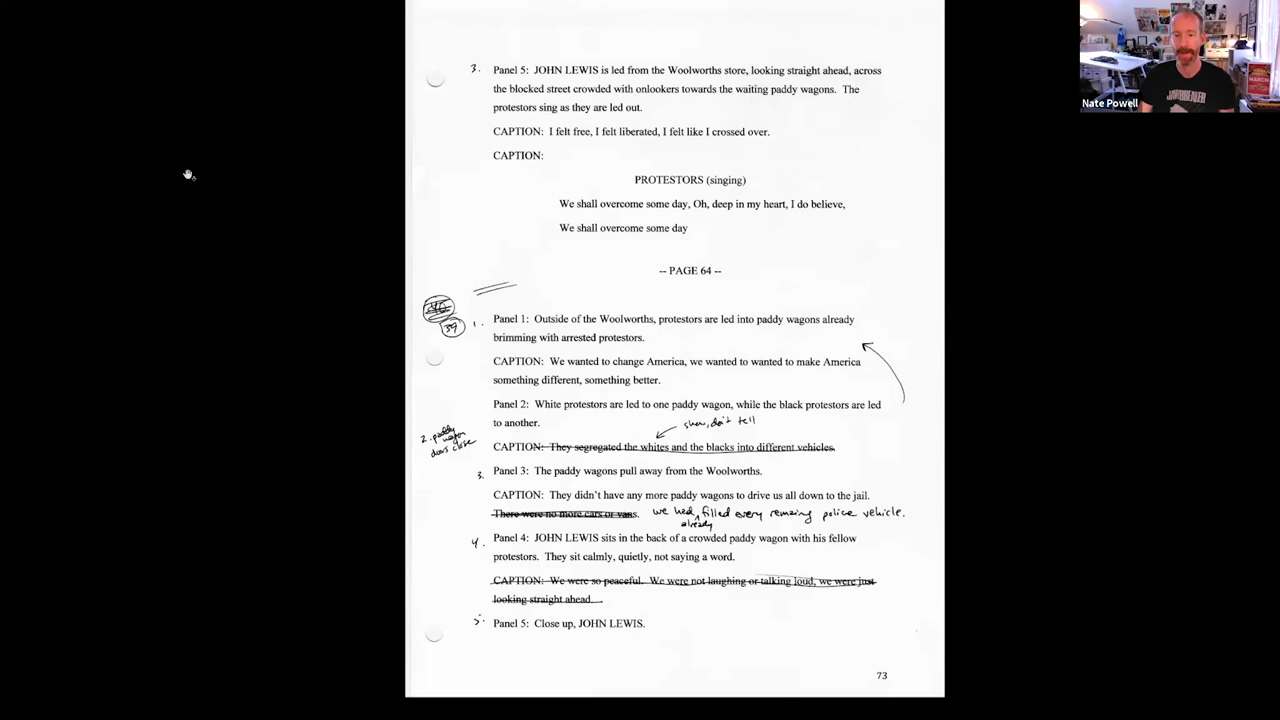 3. Panel 5: JOHN LEWIS is led from the Woolworths store, looking straight ahead, across
the blocked street crowded with onlookers towards the waiting paddy wagons. The
protestors sing as they are led out.
CAPTION: I felt free, I felt liberated, I felt like I crossed over.
CAPTION:
PROTESTORS (singing)
We shall overcome some day, Oh, deep in my heart, I do believe,
We shall overcome some day
-- PAGE 64 --
39
1. Panel 1: Outside of the Woolworths, protestors are led into paddy wagons already
brimming with arrested protestors.
CAPTION: We wanted to change America, we wanted to wanted to make America
something different, something better.
Panel 2: White protestors are led to one paddy wagon, while the black protestors are led
to another.
show, don't tell
2. paddy
wagon
doors close
CAPTION: They segregated the whites and the blacks into different vehicles.
3. Panel 3: The paddy wagons pull away from the Woolworths.
CAPTION: They didn't have any more paddy wagons to drive us all down to the jail.
There were no more cars or vans. we had filled every remaing police vehicle.
already
4. Panel 4: JOHN LEWIS sits in the back of a crowded paddy wagon with his fellow
protestors. They sit calmly, quietly, not saying a word.
CAPTION: We were so peaceful. We were not laughing or talking loud, we were just
looking straight ahead.
5. Panel 5: Close up, JOHN LEWIS.
73
Nate Powell
JAWBREAKER
MARCH